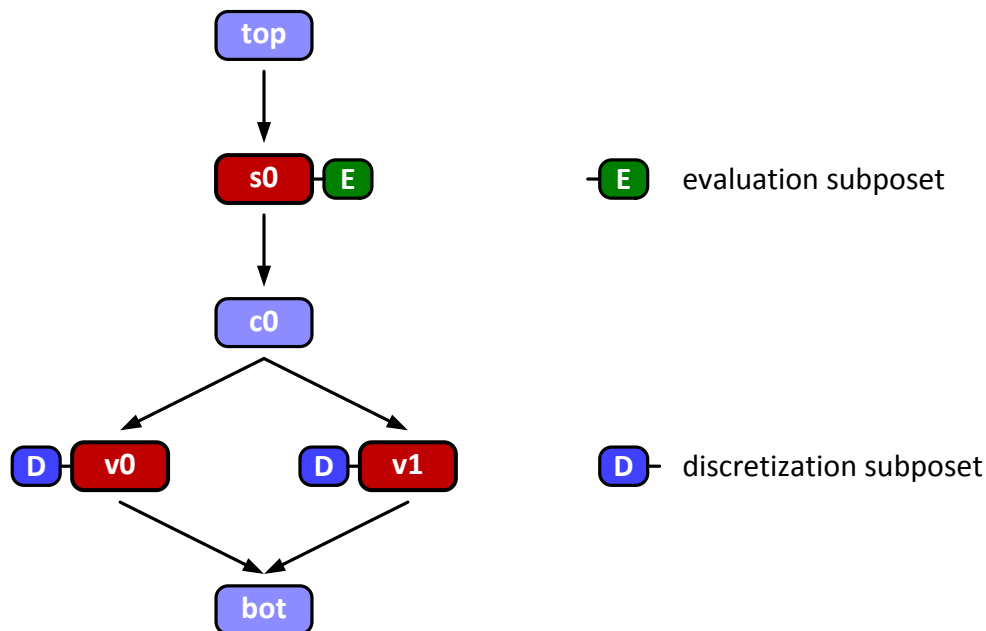 top
s0 E
E evaluation subposet
c0
D v0
D v1
D discretization subposet
bot